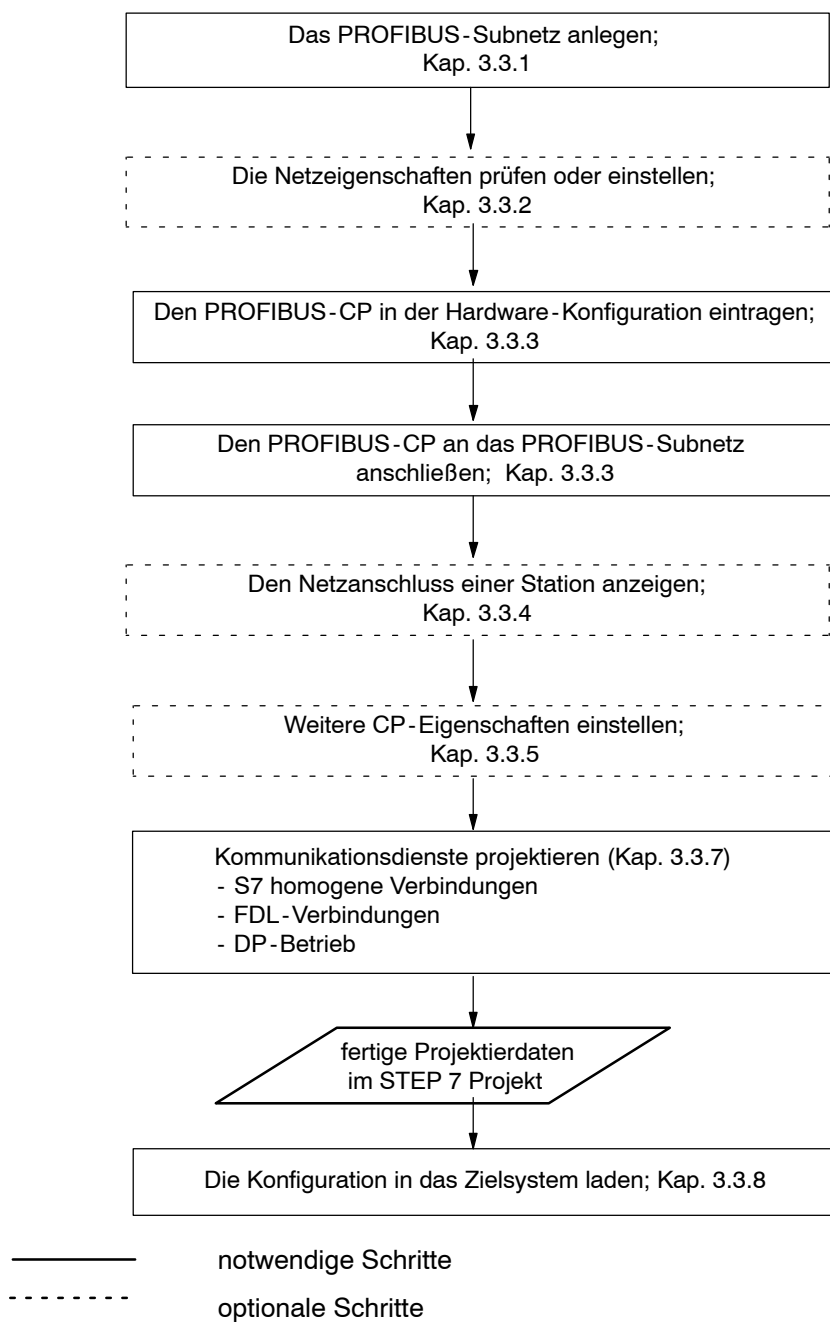 Das PROFIBUS-Subnetz anlegen;
Kap. 3.3.1
Die Netzeigenschaften prüfen oder einstellen;
Kap. 3.3.2
Den PROFIBUS-CP in der Hardware-Konfiguration eintragen;
Kap. 3.3.3
Den PROFIBUS-CP an das PROFIBUS-Subnetz
anschließen; Kap. 3.3.3
Den Netzanschluss einer Station anzeigen;
Kap. 3.3.4
Weitere CP-Eigenschaften einstellen;
Kap. 3.3.5
Kommunikationsdienste projektieren (Kap. 3.3.7)
- S7 homogene Verbindungen
- FDL-Verbindungen
- DP-Betrieb
fertige Projektierdaten
im STEP 7 Projekt
Die Konfiguration in das Zielsystem laden; Kap. 3.3.8
notwendige Schritte
optionale Schritte